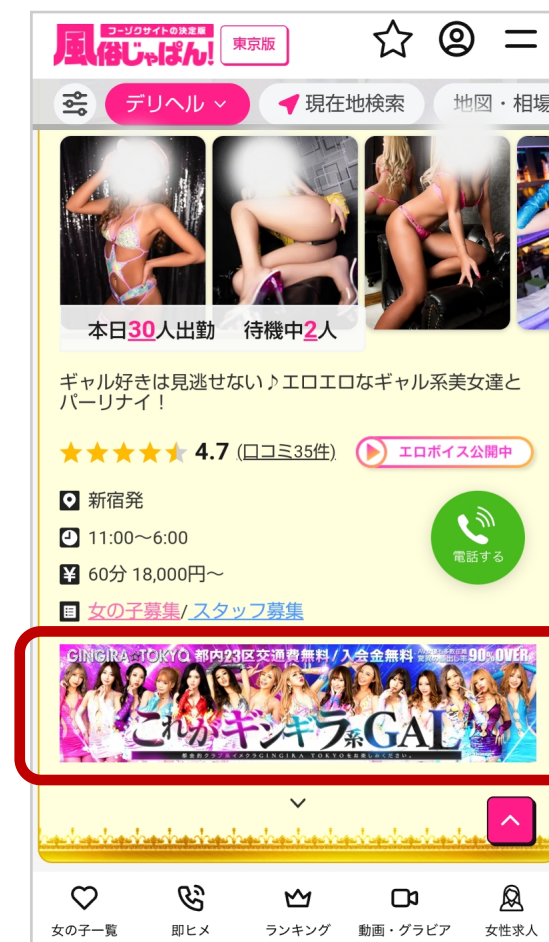 フーゾクサイトの決定版
風俗じゃぱん!
東京版
デリヘル
現在地検索
地図・相場
本日30人出勤 待機中2人
ギャル好きは見逃せない♪エロエロなギャル系美女達と
パーリナイ！
4.7 (口コミ35件)
エロボイス公開中
新宿発
11:00〜6:00
電話する
¥ 60分 18,000円〜
女の子募集/スタッフ募集
GINGIRA☆TOKYO 都内23区交通費無料/入会金無料 90%OVER
これがギンギラ系GAL
女の子一覧
即ヒメ
ランキング
動画・グラビア
女性求人